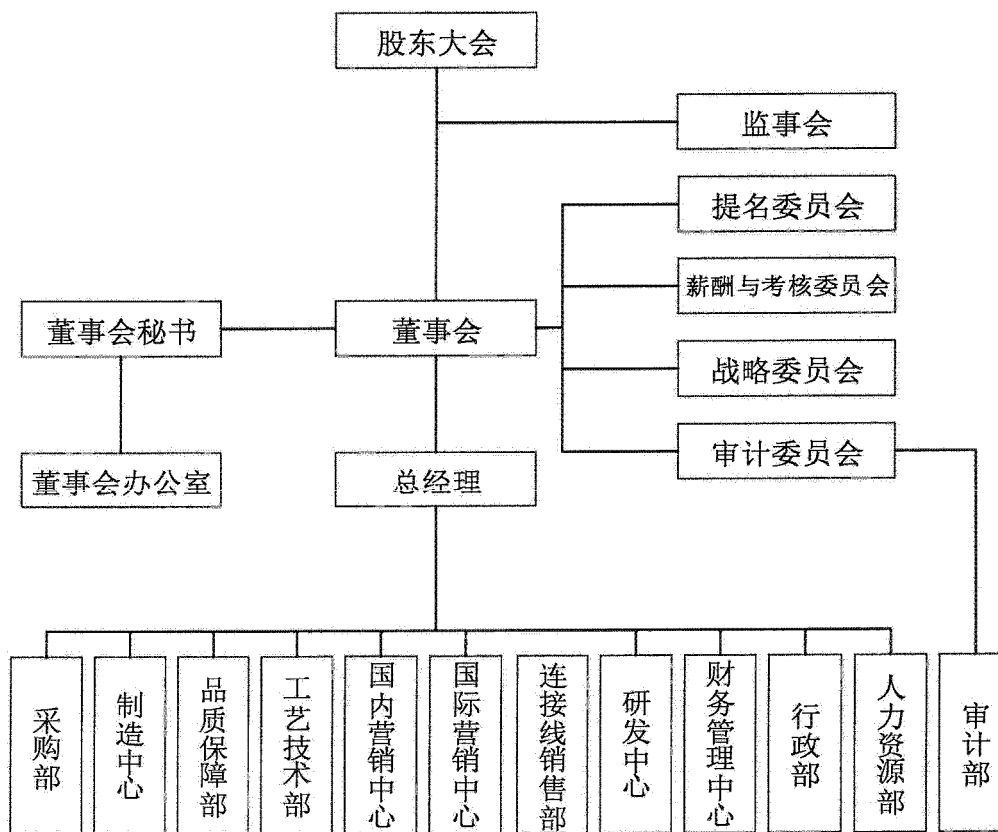 股东大会
监事会
提名委员会
薪酬与考核委员会
董事会秘书
董事会
战略委员会
审计委员会
董事会办公室
总经理
采购部
制造中心
品质保障部
工艺技术部
国内营销中心
国际营销中心
连接线销售部
研发中心
财务管理中心
行政部
人力资源部
审计部